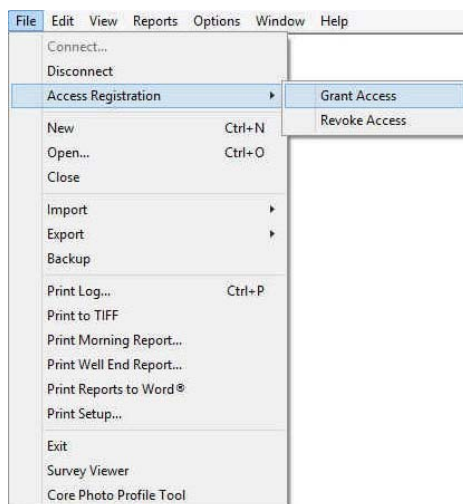 File Edit View Reports Options Window Help
Connect...
Disconnect
Access Registration
Grant Access
Revoke Access
New Ctrl+N
Open... Ctrl+O
Close
Import
Export
Backup
Print Log... Ctrl+P
Print to TIFF
Print Morning Report...
Print Well End Report...
Print Reports to Word®
Print Setup...
Exit
Survey Viewer
Core Photo Profile Tool